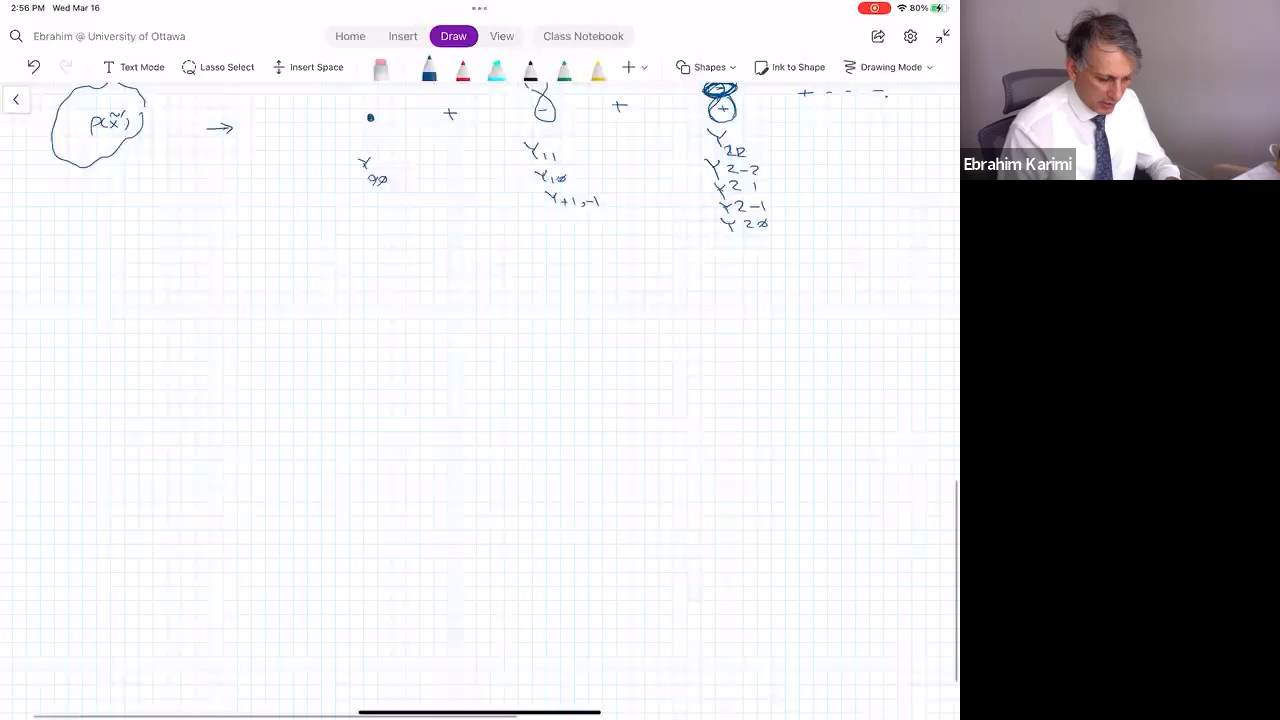 2:56 PM Wed Mar 16
80%
Ebrahim @ University of Ottawa
Home Insert Draw View Class Notebook
Text Mode Lasso Select Insert Space Shapes Ink to Shape Drawing Mode
ρ(x̃') → + - + + + - - -
Y₁₁
Y₁₀
Y₊₁,₋₁
Y₂₂
Y₂₋₂
Y₂₁
Y₂₋₁
Y₂₀
Ebrahim Karimi